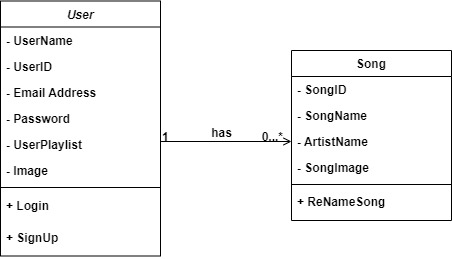 User
- UserName
- UserID
- Email Address
- Password
- UserPlaylist
- Image
+ Login
+ SignUp
1
has
0...*
Song
- SongID
- SongName
- ArtistName
- SongImage
+ ReNameSong